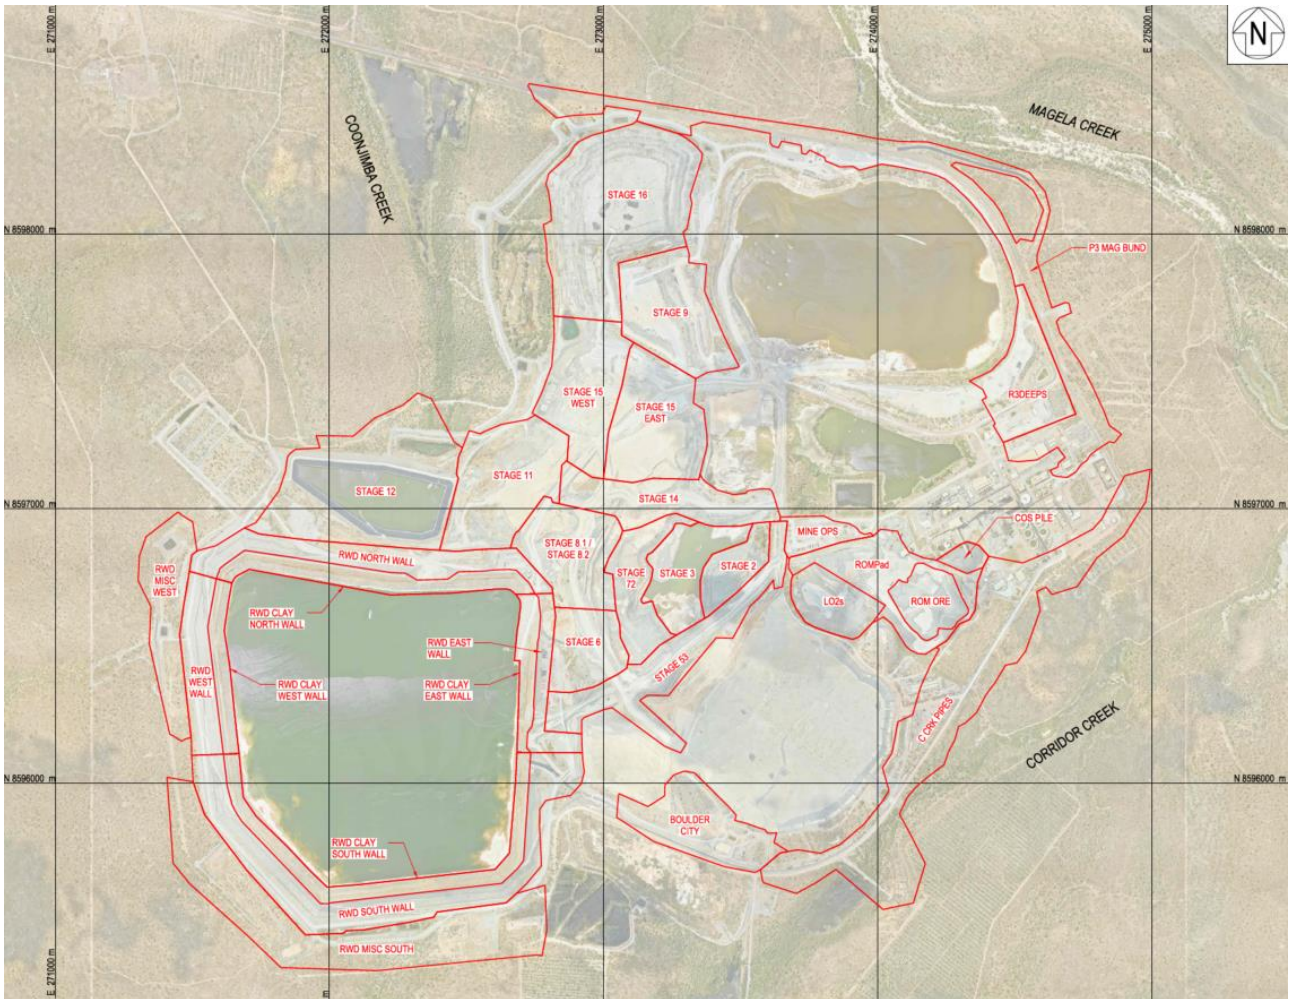 E 271000 m
E 272000 m
E 273000 m
E 274000 m
E 275000 m
N
MAGELA CREEK
COONJIMBA CREEK
STAGE 16
N 8598000 m
N 8598000 m
P3 MAG BUND
STAGE 9
STAGE 15
WEST
STAGE 15
EAST
R3DEEPS
STAGE 11
STAGE 12
STAGE 14
N 8597000 m
N 8597000 m
COS PILE
MINE OPS
STAGE 8.1 /
STAGE 8.2
RWD NORTH WALL
RWD
MISC
WEST
STAGE
72
STAGE 3
STAGE 2
ROMPad
LO2s
ROM ORE
RWD CLAY
NORTH WALL
RWD EAST
WALL
STAGE 6
STAGE 53
RWD
WEST
WALL
RWD CLAY
WEST WALL
RWD CLAY
EAST WALL
C CRK PIPES
CORRIDOR CREEK
N 8596000 m
N 8596000 m
BOULDER
CITY
RWD CLAY
SOUTH WALL
RWD SOUTH WALL
RWD MISC SOUTH
E 271000 m
m